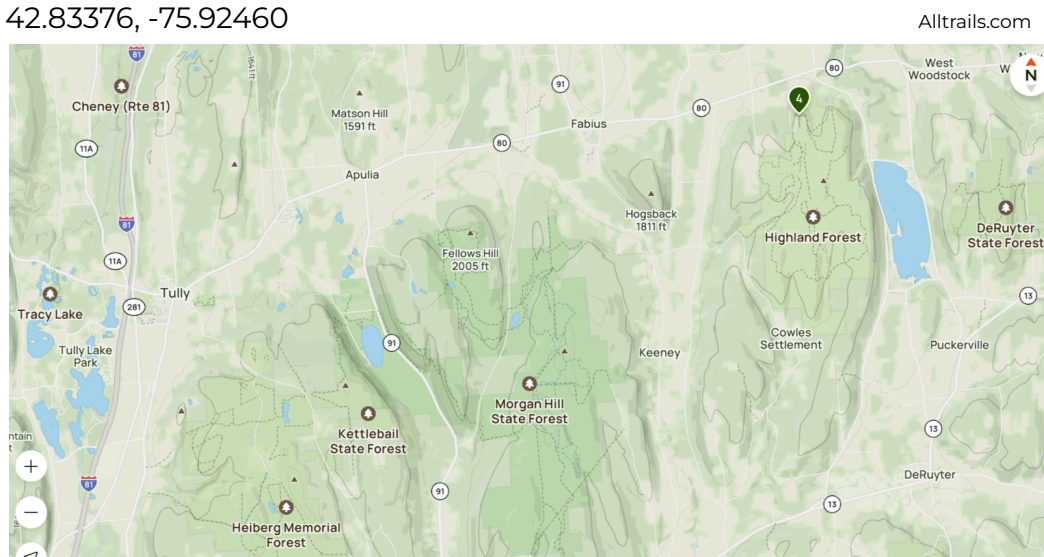 42.83376, -75.92460
Alltrails.com
81
Cheney (Rte 81)
11A
1641 ft
Matson Hill
1591 ft
91
Fabius
80
80
80
4
West
Woodstock
N
Apulia
Hogsback
1811 ft
Highland Forest
DeRuyter
State Forest
81
11A
Fellows Hill
2005 ft
Tully
281
Tracy Lake
13
Tully Lake
Park
91
Keeney
Cowles
Settlement
Puckerville
Morgan Hill
State Forest
Kettlebail
State Forest
13
ntain
+
81
91
DeRuyter
13
−
Heiberg Memorial
Forest